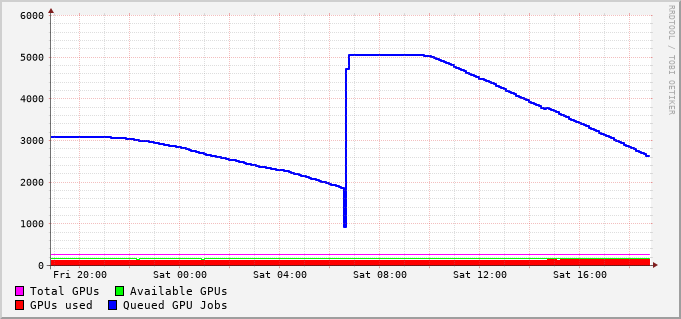 6000
5000
4000
3000
2000
1000
0
Fri 20:00 Sat 00:00 Sat 04:00 Sat 08:00 Sat 12:00 Sat 16:00
Total GPUs Available GPUs
GPUs used Queued GPU Jobs
RRDTOOL / TOBI OETIKER